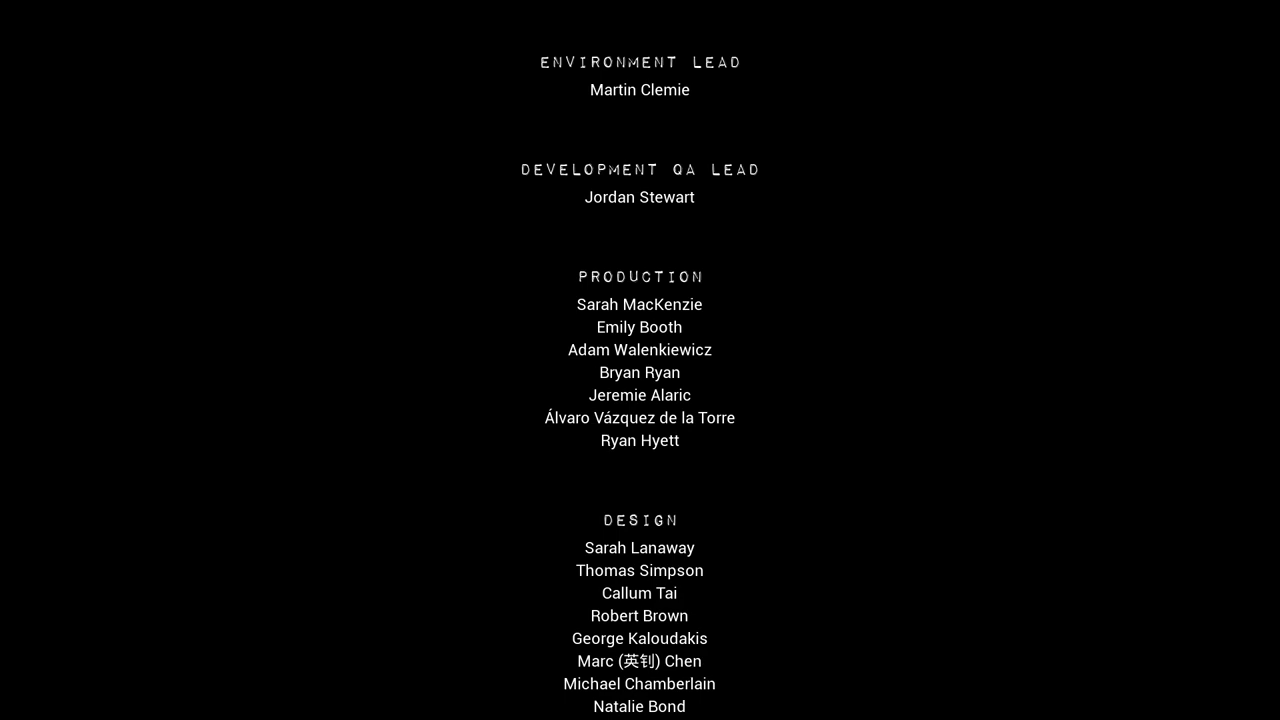 ENVIRONMENT LEAD
Martin Clemie
DEVELOPMENT QA LEAD
Jordan Stewart
PRODUCTION
Sarah MacKenzie
Emily Booth
Adam Walenkiewicz
Bryan Ryan
Jeremie Alaric
Álvaro Vázquez de la Torre
Ryan Hyett
DESIGN
Sarah Lanaway
Thomas Simpson
Callum Tai
Robert Brown
George Kaloudakis
Marc (英钊) Chen
Michael Chamberlain
Natalie Bond